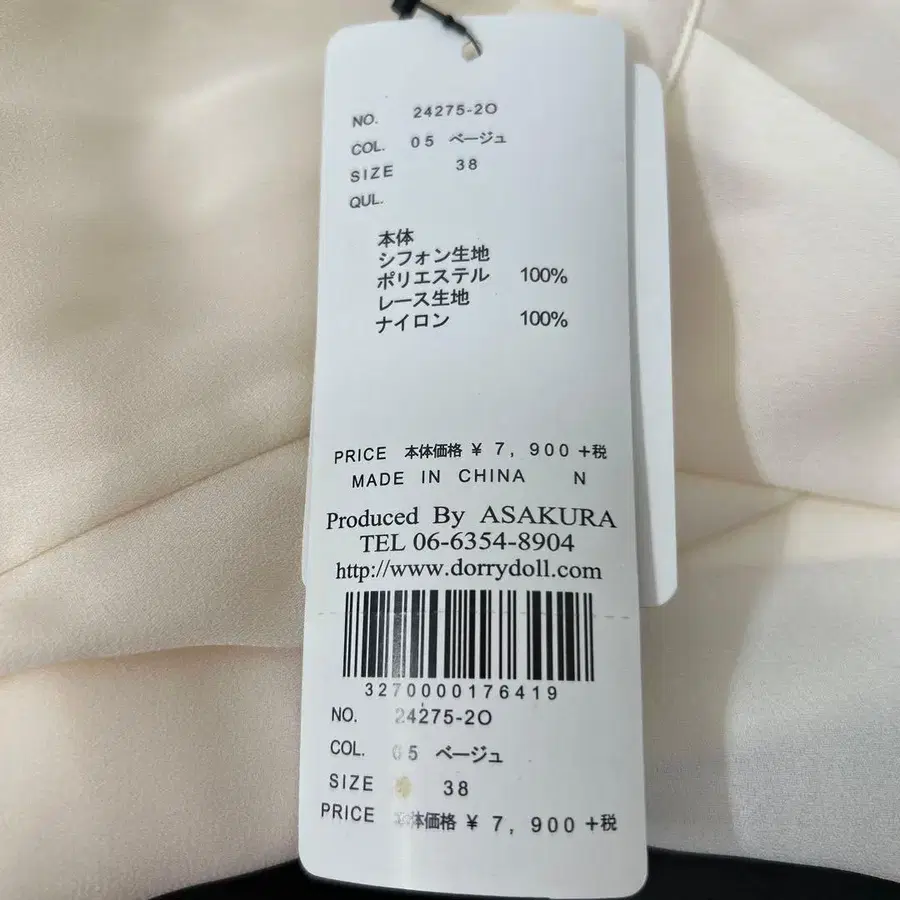 NO. 24275-2O
COL. 05 ベージュ
SIZE 38
QUL.
本体
シフォン生地
ポリエステル 100%
レース生地
ナイロン 100%
PRICE 本体価格 ¥ 7, 900 +税
MADE IN CHINA N
Produced By ASAKURA
TEL 06-6354-8904
http://www.dorrydoll.com
3270000176419
NO. 24275-2O
COL. 05 ベージュ
SIZE 38
PRICE 本体価格 ¥ 7, 900 +税